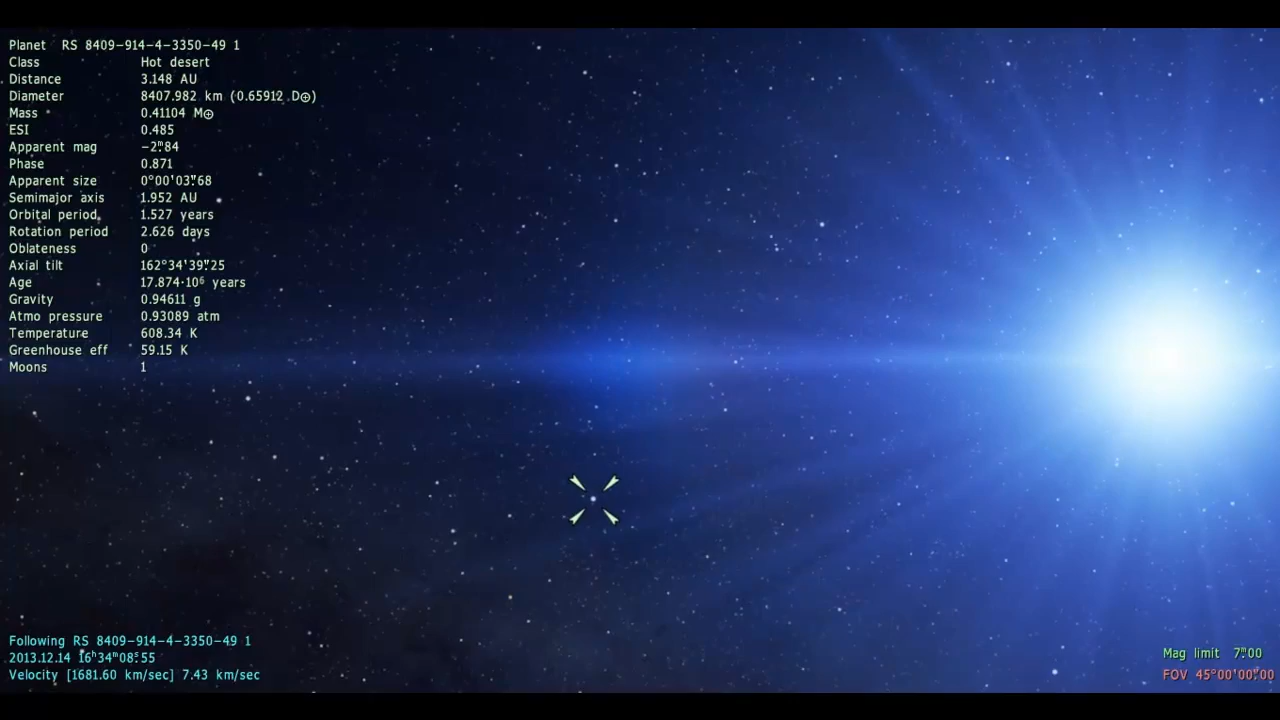 Planet RS 8409-914-4-3350-49 1
Class Hot desert
Distance 3.148 AU
Diameter 8407.982 km (0.65912 D⊕)
Mass 0.41104 M⊕
ESI 0.485
Apparent mag -2ᵐ.84
Phase 0.871
Apparent size 0°00'03".68
Semimajor axis 1.952 AU
Orbital period 1.527 years
Rotation period 2.626 days
Oblateness 0
Axial tilt 162°34'39".25
Age 17.874·10⁶ years
Gravity 0.94611 g
Atmo pressure 0.93089 atm
Temperature 608.34 K
Greenhouse eff 59.15 K
Moons 1
Following RS 8409-914-4-3350-49 1
2013.12.14 16ʰ34ᵐ08ˢ.55
Velocity [1681.60 km/sec] 7.43 km/sec
Mag limit 7ᵐ.00
FOV 45°00'00".00